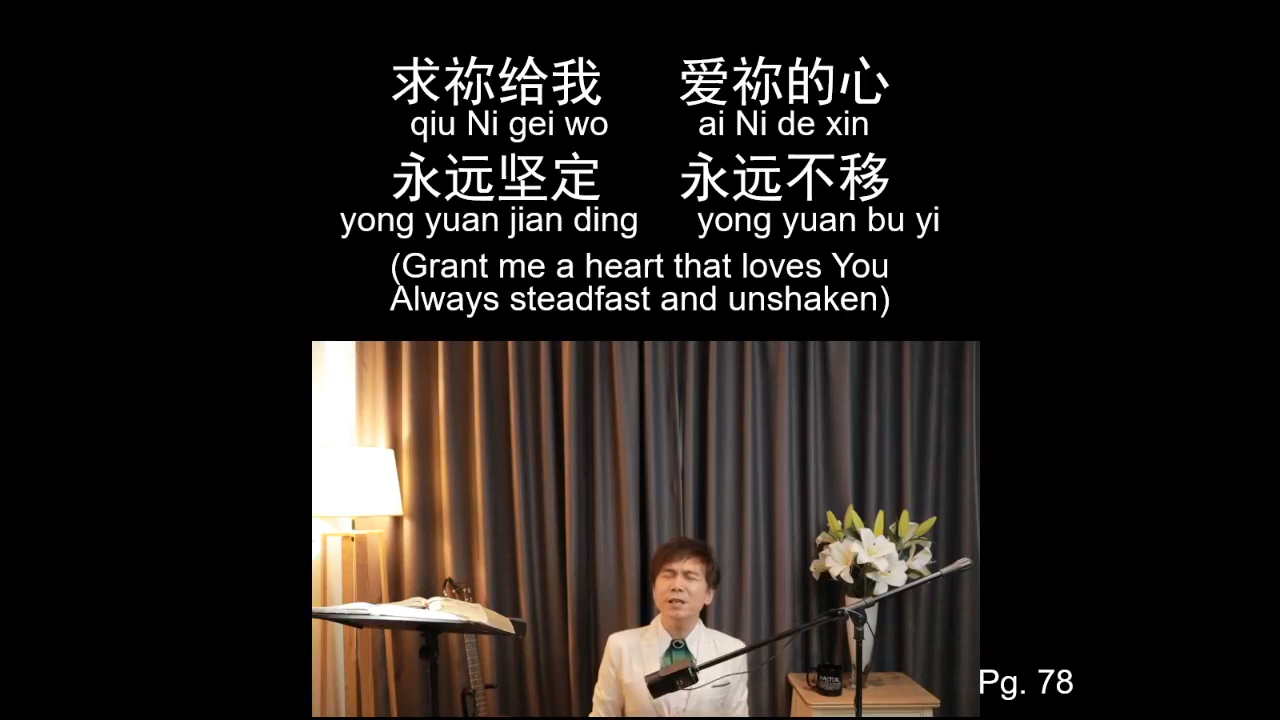 求祢给我 爱祢的心
qiu Ni gei wo ai Ni de xin
永远坚定 永远不移
yong yuan jian ding yong yuan bu yi
(Grant me a heart that loves You
Always steadfast and unshaken)
Pg. 78